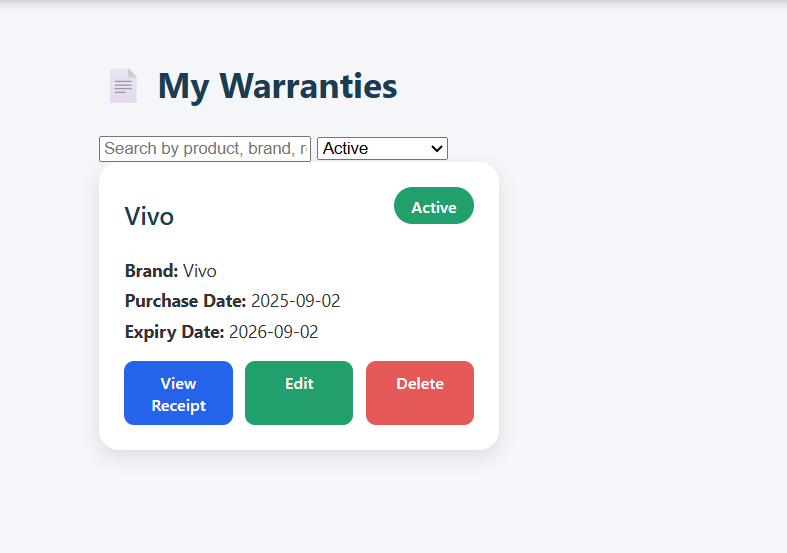 My Warranties
Search by product, brand, r
Active
Vivo
Active
Brand: Vivo
Purchase Date: 2025-09-02
Expiry Date: 2026-09-02
View
Receipt
Edit
Delete